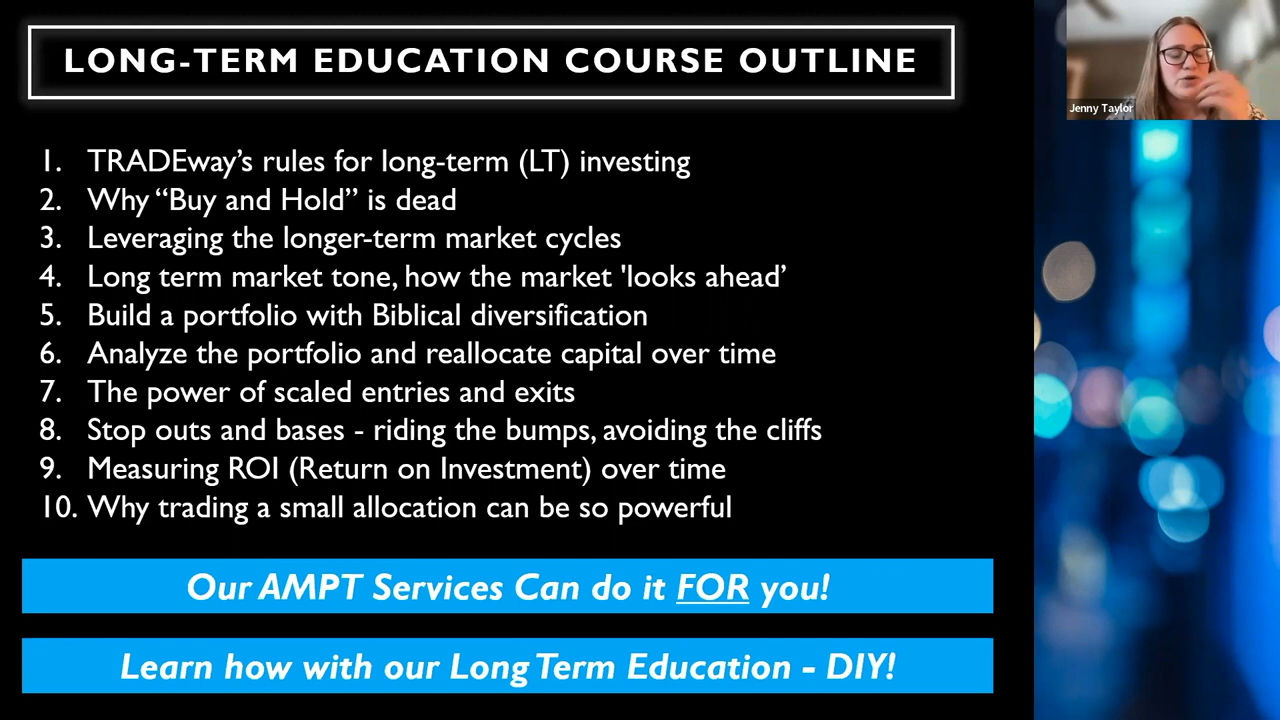 LONG-TERM EDUCATION COURSE OUTLINE
Jenny Taylor
1. TRADEway’s rules for long-term (LT) investing
2. Why “Buy and Hold” is dead
3. Leveraging the longer-term market cycles
4. Long term market tone, how the market 'looks ahead’
5. Build a portfolio with Biblical diversification
6. Analyze the portfolio and reallocate capital over time
7. The power of scaled entries and exits
8. Stop outs and bases - riding the bumps, avoiding the cliffs
9. Measuring ROI (Return on Investment) over time
10. Why trading a small allocation can be so powerful
Our AMPT Services Can do it FOR you!
Learn how with our Long Term Education - DIY!